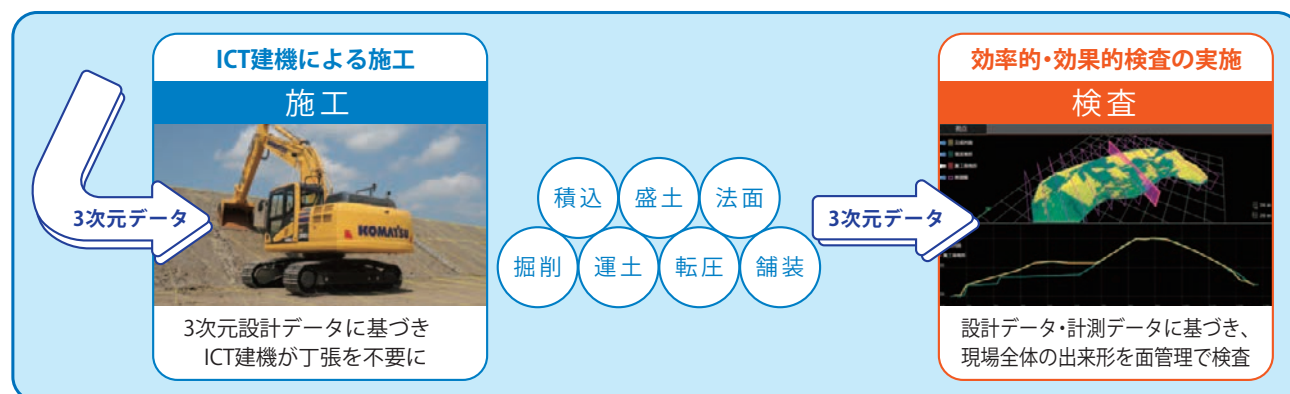 3次元データ
ICT建機による施工
施工
KOMATSU
3次元設計データに基づき
ICT建機が丁張を不要に
積込
盛土
法面
掘削
運土
転圧
舗装
3次元データ
効率的・効果的検査の実施
検査
設計データ・計測データに基づき、
現場全体の出来形を面管理で検査